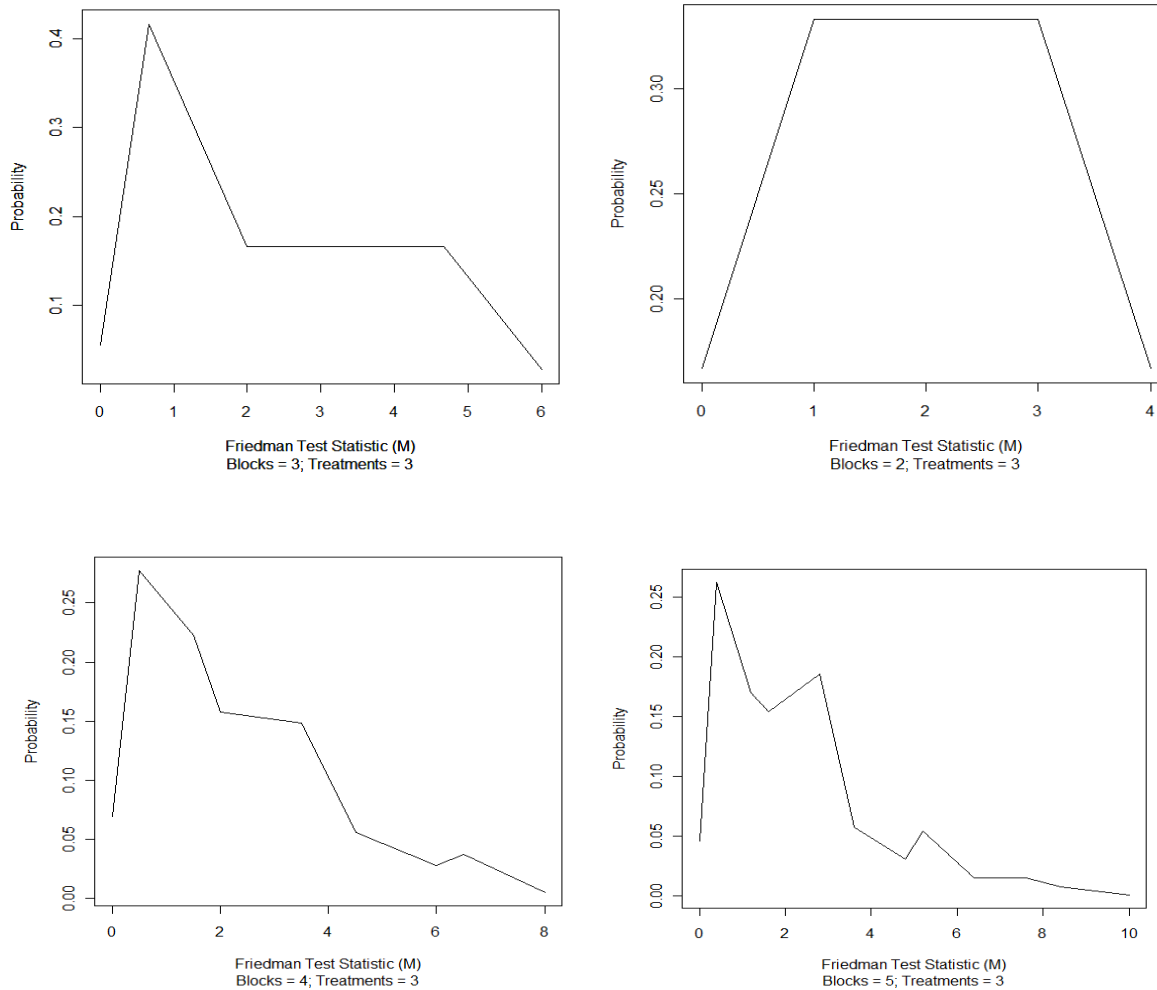 Probability
0.4
0.3
0.2
0.1
0 1 2 3 4 5 6
Friedman Test Statistic (M)
Blocks = 3; Treatments = 3
Probability
0.30
0.25
0.20
0 1 2 3 4
Friedman Test Statistic (M)
Blocks = 2; Treatments = 3
Probability
0.25
0.20
0.15
0.10
0.05
0.00
0 2 4 6 8
Friedman Test Statistic (M)
Blocks = 4; Treatments = 3
Probability
0.25
0.20
0.15
0.10
0.05
0.00
0 2 4 6 8 10
Friedman Test Statistic (M)
Blocks = 5; Treatments = 3